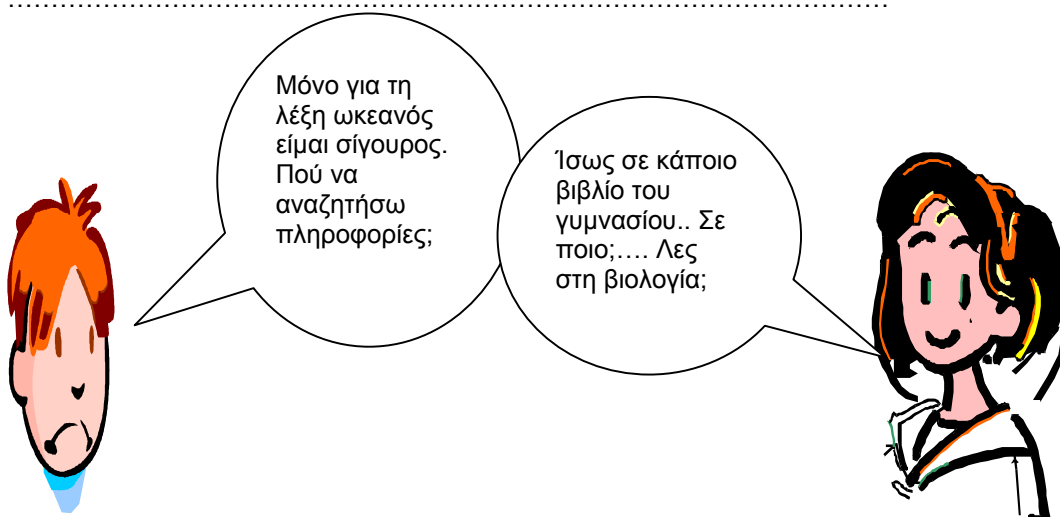 ……………………………………………………………………………………………
Μόνο για τη
λέξη ωκεανός
είμαι σίγουρος.
Πού να
αναζητήσω
πληροφορίες;
Ίσως σε κάποιο
βιβλίο του
γυμνασίου.. Σε
ποιο;…. Λες
στη βιολογία;